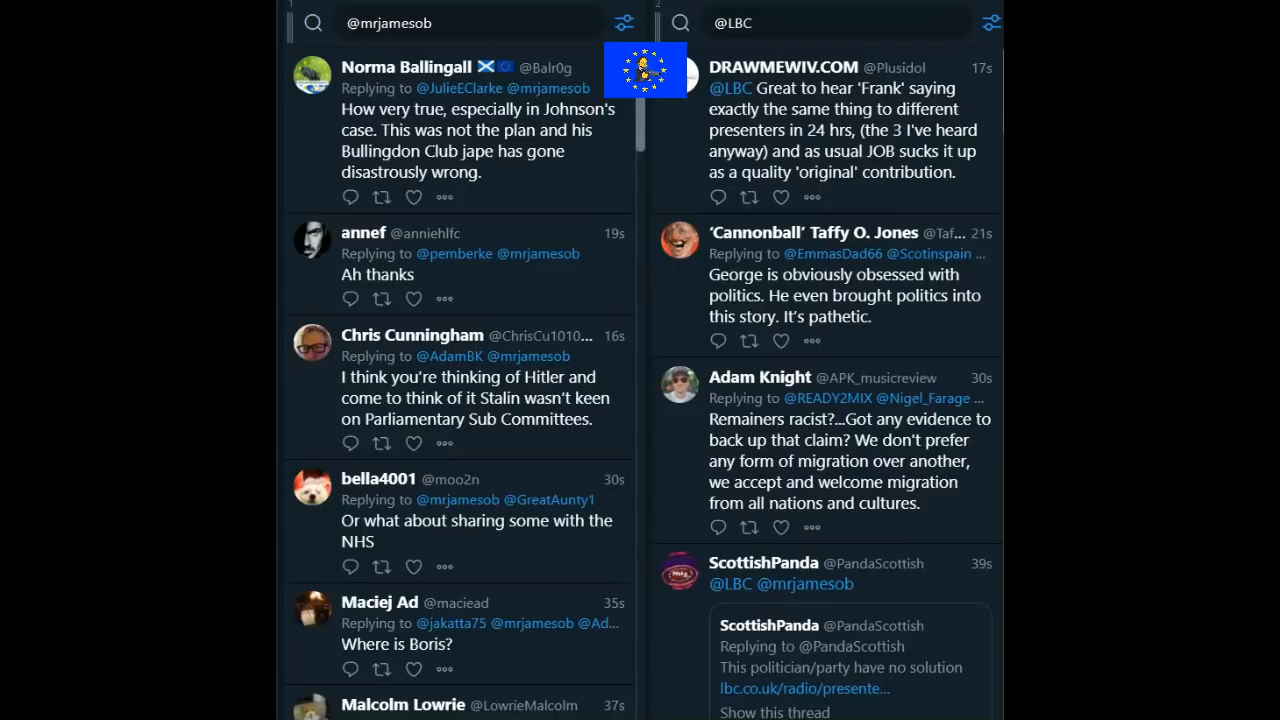 1
@mrjamesob
Norma Ballingall @Balr0g
Replying to @JulieEClarke @mrjamesob
How very true, especially in Johnson's
case. This was not the plan and his
Bullingdon Club jape has gone
disastrously wrong.
annef @anniehlfc 19s
Replying to @pemberke @mrjamesob
Ah thanks
Chris Cunningham @ChrisCu1010... 16s
Replying to @AdamBK @mrjamesob
I think you're thinking of Hitler and
come to think of it Stalin wasn't keen
on Parliamentary Sub Committees.
bella4001 @moo2n 30s
Replying to @mrjamesob @GreatAunty1
Or what about sharing some with the
NHS
Maciej Ad @maciead 35s
Replying to @jakatta75 @mrjamesob @Ad...
Where is Boris?
Malcolm Lowrie @LowrieMalcolm 37s
2
@LBC
DRAWMEWIV.COM @Plusidol 17s
@LBC Great to hear 'Frank' saying
exactly the same thing to different
presenters in 24 hrs, (the 3 I've heard
anyway) and as usual JOB sucks it up
as a quality 'original' contribution.
‘Cannonball’ Taffy O. Jones @Taf... 21s
Replying to @EmmasDad66 @Scotinspain ...
George is obviously obsessed with
politics. He even brought politics into
this story. It's pathetic.
Adam Knight @APK_musicreview 30s
Replying to @READY2MIX @Nigel_Farage ...
Remainers racist?...Got any evidence to
back up that claim? We don't prefer
any form of migration over another,
we accept and welcome migration
from all nations and cultures.
ScottishPanda @PandaScottish 39s
@LBC @mrjamesob
ScottishPanda @PandaScottish
Replying to @PandaScottish
This politician/party have no solution
lbc.co.uk/radio/presente...
Show this thread